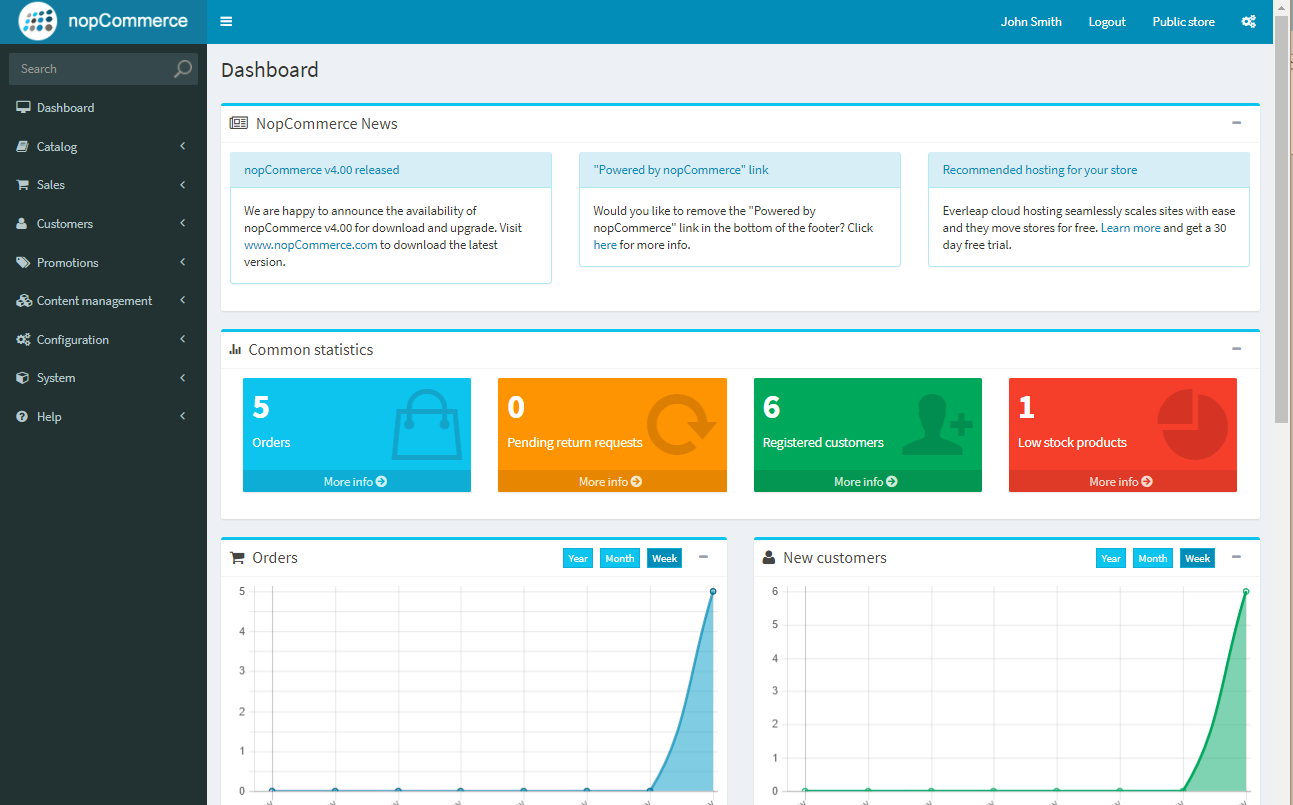 nopCommerce
John Smith Logout Public store
Search
Dashboard
Catalog
Sales
Customers
Promotions
Content management
Configuration
System
Help
Dashboard
NopCommerce News
nopCommerce v4.00 released
We are happy to announce the availability of
nopCommerce v4.00 for download and upgrade. Visit
www.nopCommerce.com to download the latest
version.
"Powered by nopCommerce" link
Would you like to remove the "Powered by
nopCommerce" link in the bottom of the footer? Click
here for more info.
Recommended hosting for your store
Everleap cloud hosting seamlessly scales sites with ease
and they move stores for free. Learn more and get a 30
day free trial.
Common statistics
5
Orders
More info
0
Pending return requests
More info
6
Registered customers
More info
1
Low stock products
More info
Orders
Year Month Week
5
4
3
2
1
0
New customers
Year Month Week
6
5
4
3
2
1
0